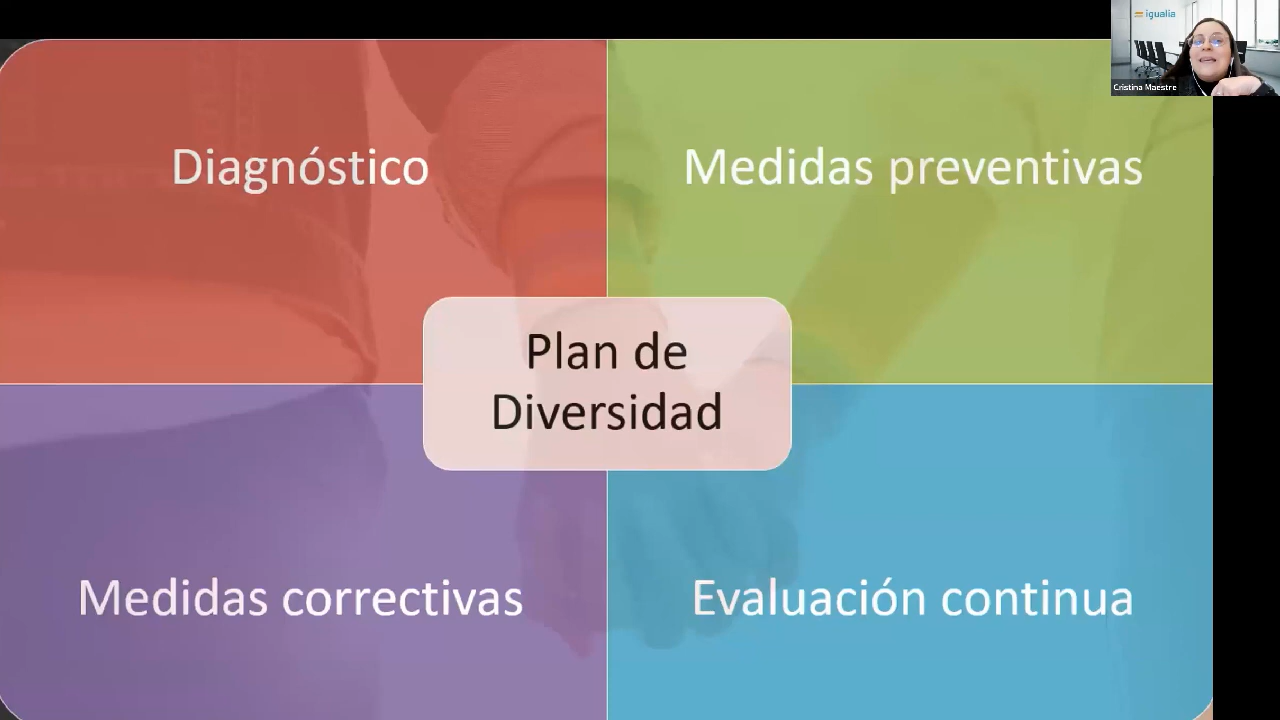 igualia
Cristina Maestre
Diagnóstico
Medidas preventivas
Plan de
Diversidad
Medidas correctivas
Evaluación continua